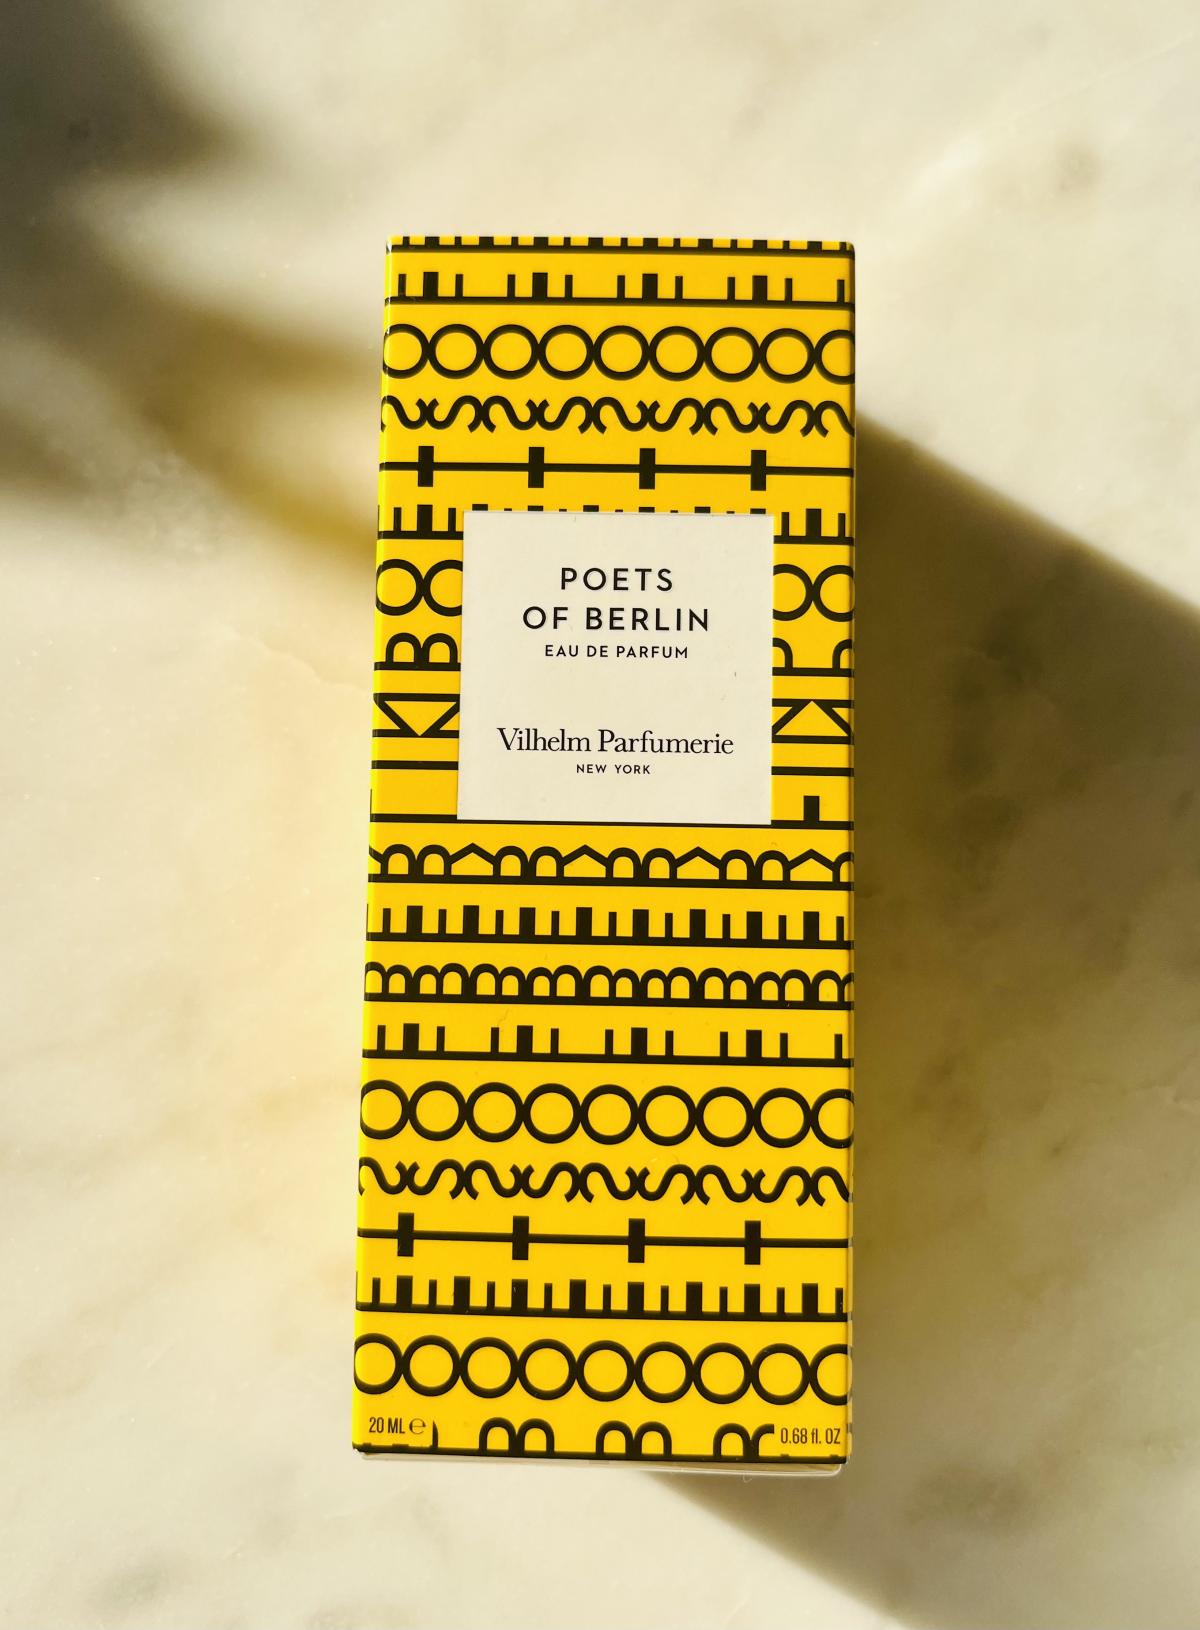 POETS
OF BERLIN
EAU DE PARFUM
Vilhelm Parfumerie
NEW YORK
20 ML ℮
0.68 fl. OZ